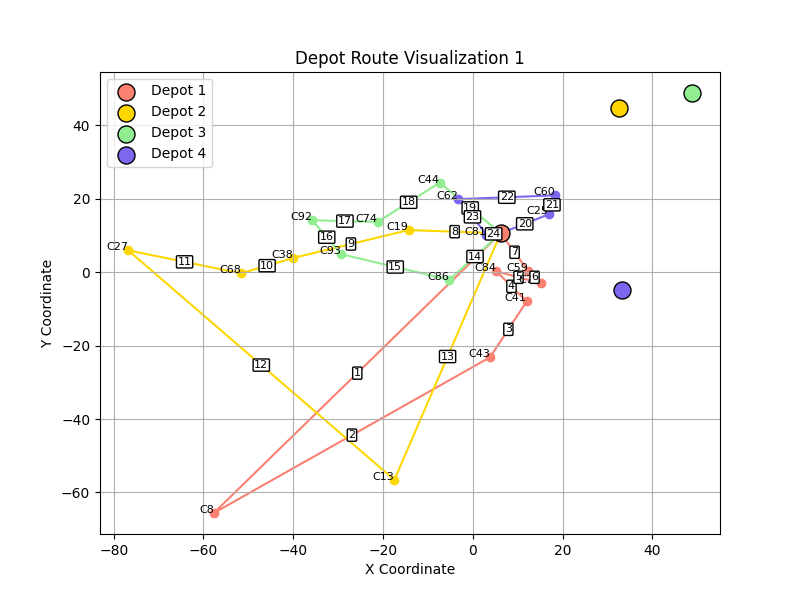 Depot Route Visualization 1
Depot 1
Depot 2
Depot 3
Depot 4
40
20
0
−20
−40
−60
Y Coordinate
−80
−60
−40
−20
0
20
40
X Coordinate
C44
C62
C60
C25
C92
C74
C19
C81
C27
C68
C38
C93
C86
C84
C59
C41
C43
C13
C8
1
2
3
4
5
6
7
8
9
10
11
12
13
14
15
16
17
18
19
20
21
22
23
24